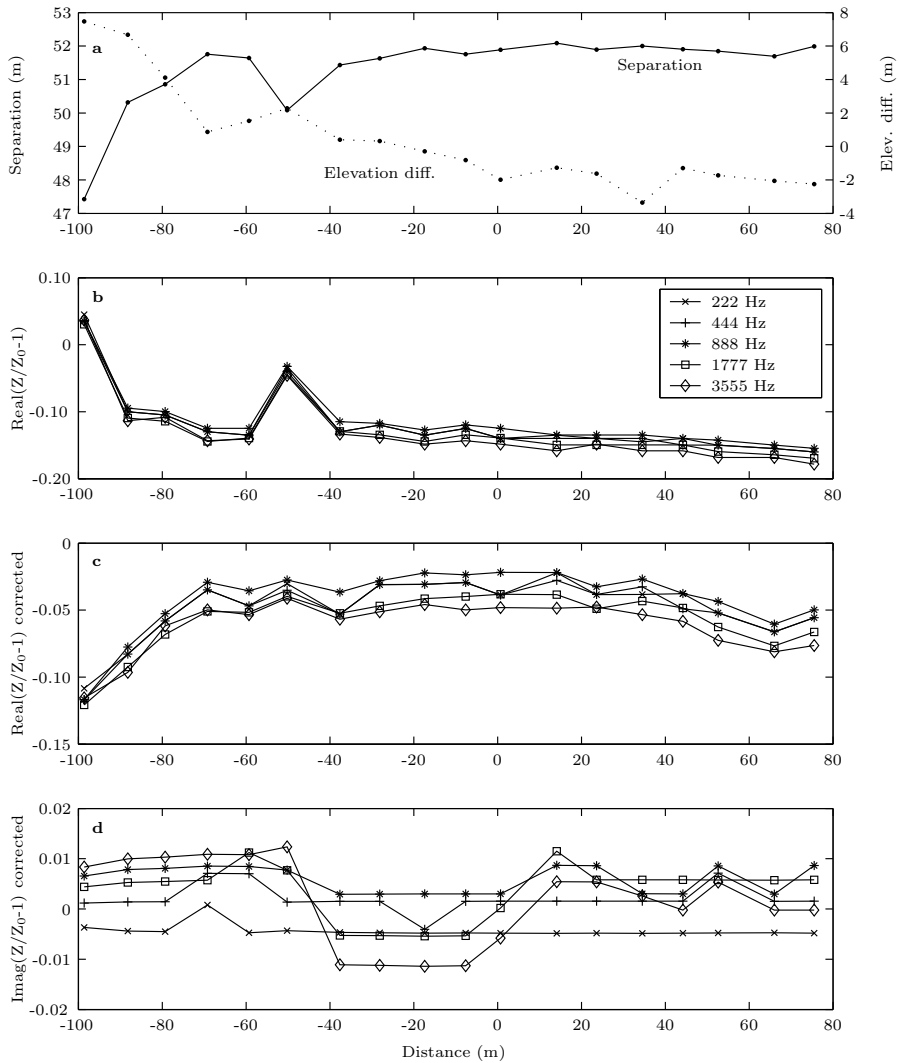 53
52
51
50
49
48
47
Separation (m)
a
Separation
Elevation diff.
8
6
4
2
0
-2
-4
Elev. diff. (m)
-100 -80 -60 -40 -20 0 20 40 60 80
0.10
0
-0.10
-0.20
Real(Z/Z0-1)
b
222 Hz
444 Hz
888 Hz
1777 Hz
3555 Hz
-100 -80 -60 -40 -20 0 20 40 60 80
0
-0.05
-0.10
-0.15
Real(Z/Z0-1) corrected
c
-100 -80 -60 -40 -20 0 20 40 60 80
0.02
0.01
0
-0.01
-0.02
Imag(Z/Z0-1) corrected
d
-100 -80 -60 -40 -20 0 20 40 60 80
Distance (m)